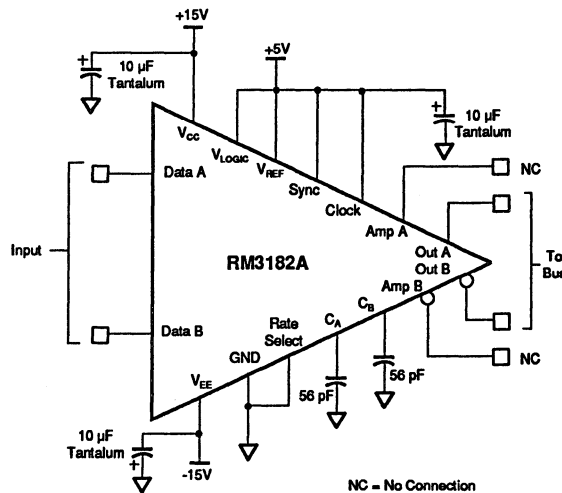 +15V
+
10 µF
Tantalum
+5V
+
10 µF
Tantalum
VCC
VLOGIC
VREF
Sync
Clock
Amp A
NC
Data A
Out A
Out B
Amp B
To
Bus
Input
RM3182A
Data B
Rate
Select
GND
CA
CB
VEE
56 pF
56 pF
NC
10 µF
Tantalum
+
-15V
NC = No Connection